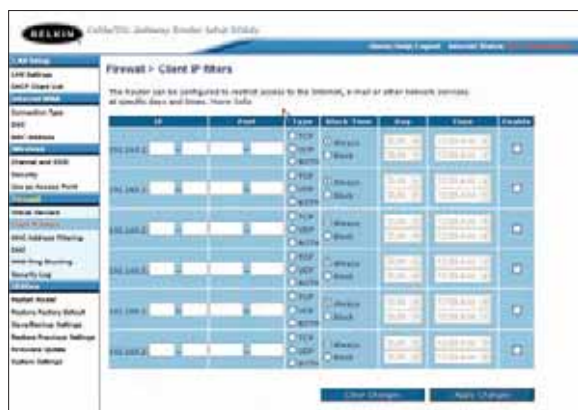 BELKIN
Cable/DSL Gateway Router Setup Utility
Home Help Logout Internet Status
LAN Setup
LAN Settings
DHCP Client List
Internet WAN
Connection Type
DNS
MAC Address
Wireless
Channel and SSID
Security
Use as Access Point
Firewall
Virtual Servers
Client IP Filters
MAC Address Filtering
DMZ
WAN Ping Blocking
Security Log
Utilities
Restart Router
Restore Factory Default
Save/Backup Settings
Restore Previous Settings
Firmware Update
System Settings
Firewall > Client IP filters
The Router can be configured to restrict access to the Internet, e-mail or other network services
at specific days and times. More Info
IP Port Type Block Time Day Time Enable
192.168.2. TCP UDP BOTH Always Block
192.168.2. TCP UDP BOTH Always Block
192.168.2. TCP UDP BOTH Always Block
192.168.2. TCP UDP BOTH Always Block
192.168.2. TCP UDP BOTH Always Block
192.168.2. TCP UDP BOTH Always Block
Clear Changes Apply Changes